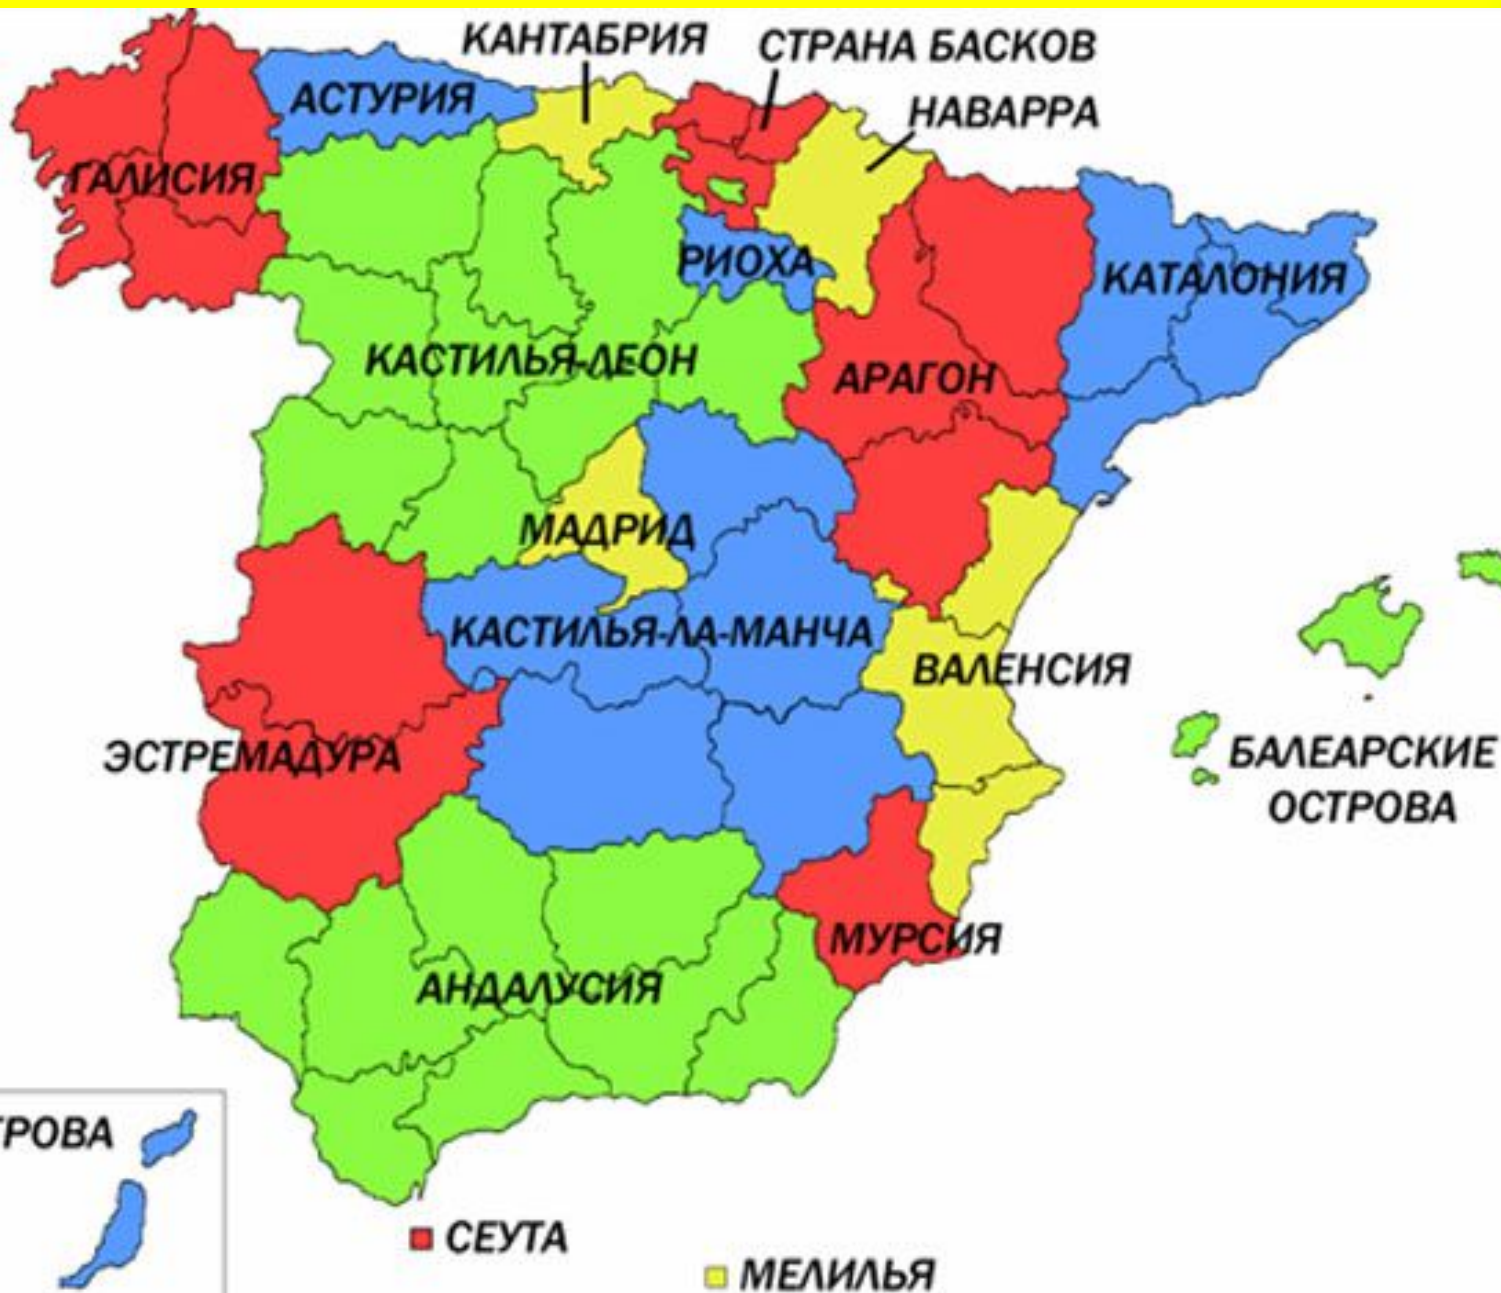 КАНТАБРИЯ
СТРАНА БАСКОВ
АСТУРИЯ
НАВАРРА
ГАЛИСИЯ
РИОХА
КАТАЛОНИЯ
КАСТИЛЬЯ-ЛЕОН
АРАГОН
МАДРИД
КАСТИЛЬЯ-ЛА-МАНЧА
ВАЛЕНСИЯ
ЭСТРЕМАДУРА
БАЛЕАРСКИЕ
ОСТРОВА
МУРСИЯ
АНДАЛУСИЯ
ТРОВА
СЕУТА
МЕЛИЛЬЯ